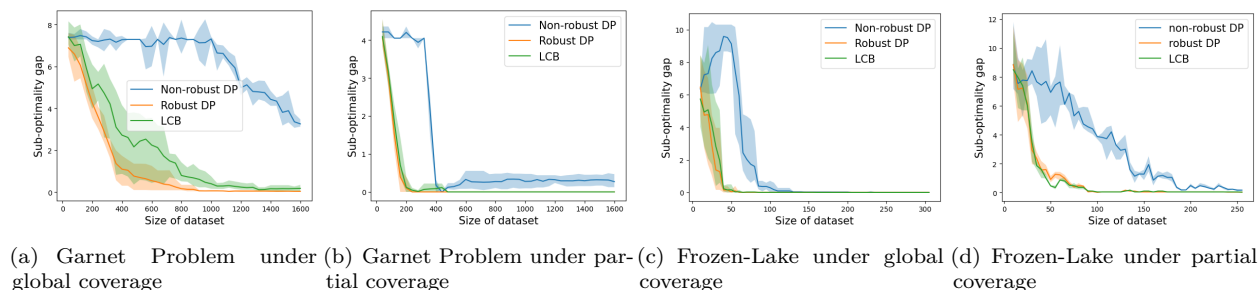 8
6
4
2
0
Sub-optimality gap
Non-robust DP
Robust DP
LCB
0 200 400 600 800 1000 1200 1400 1600
Size of dataset
4
3
2
1
0
Sub-optimality gap
Non-robust DP
Robust DP
LCB
0 200 400 600 800 1000 1200 1400 1600
Size of dataset
10
8
6
4
2
0
Sub-optimality gap
Non-robust DP
Robust DP
LCB
0 50 100 150 200 250 300
Size of dataset
12
10
8
6
4
2
0
Sub-optimality gap
non-robust DP
robust DP
LCB
0 50 100 150 200 250
Size of dataset
(a) Garnet Problem under
global coverage
(b) Garnet Problem under par-
tial coverage
(c) Frozen-Lake under global
coverage
(d) Frozen-Lake under partial
coverage